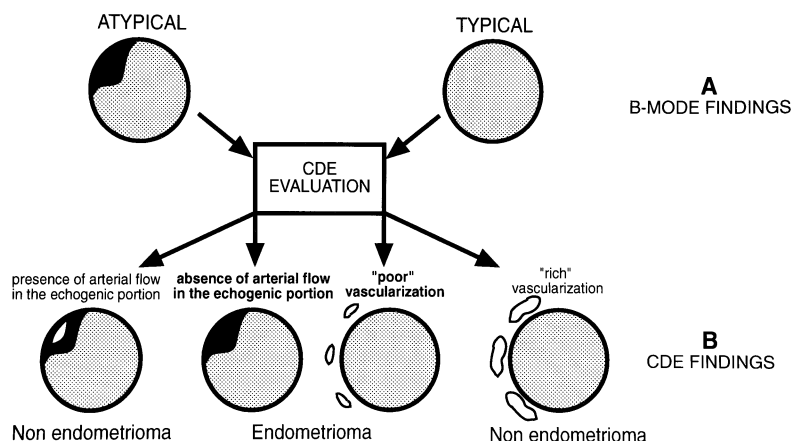 ATYPICAL
TYPICAL
A
B-MODE FINDINGS
CDE
EVALUATION
presence of arterial flow
in the echogenic portion
absence of arterial flow
in the echogenic portion
"poor"
vascularization
"rich"
vascularization
B
CDE FINDINGS
Non endometrioma
Endometrioma
Non endometrioma